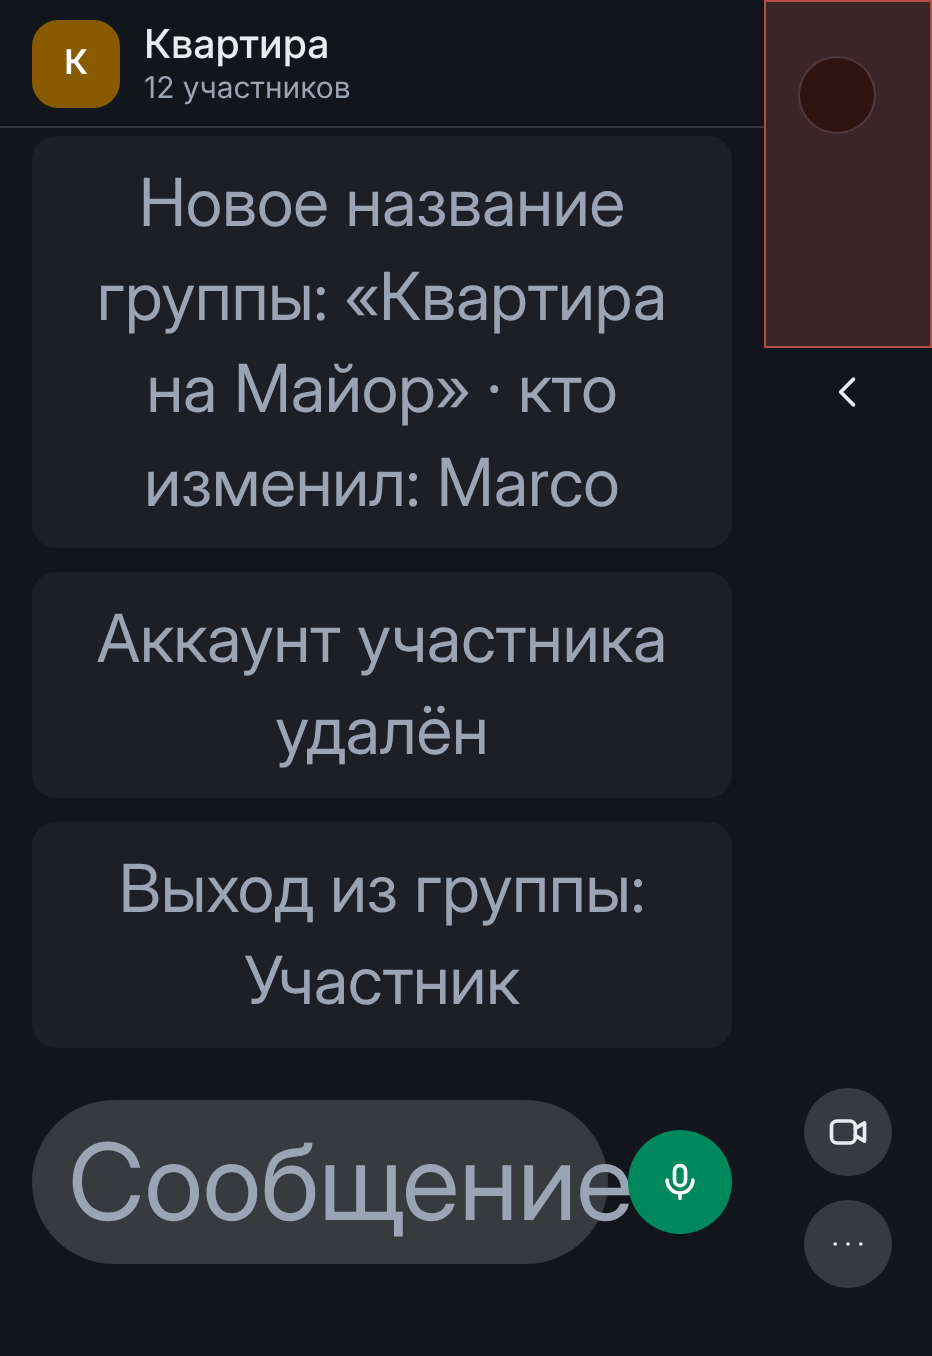 К
Квартира
12 участников
Новое название
группы: «Квартира
на Майор» · кто
изменил: Marco
Аккаунт участника
удалён
Выход из группы:
Участник
Сообщение